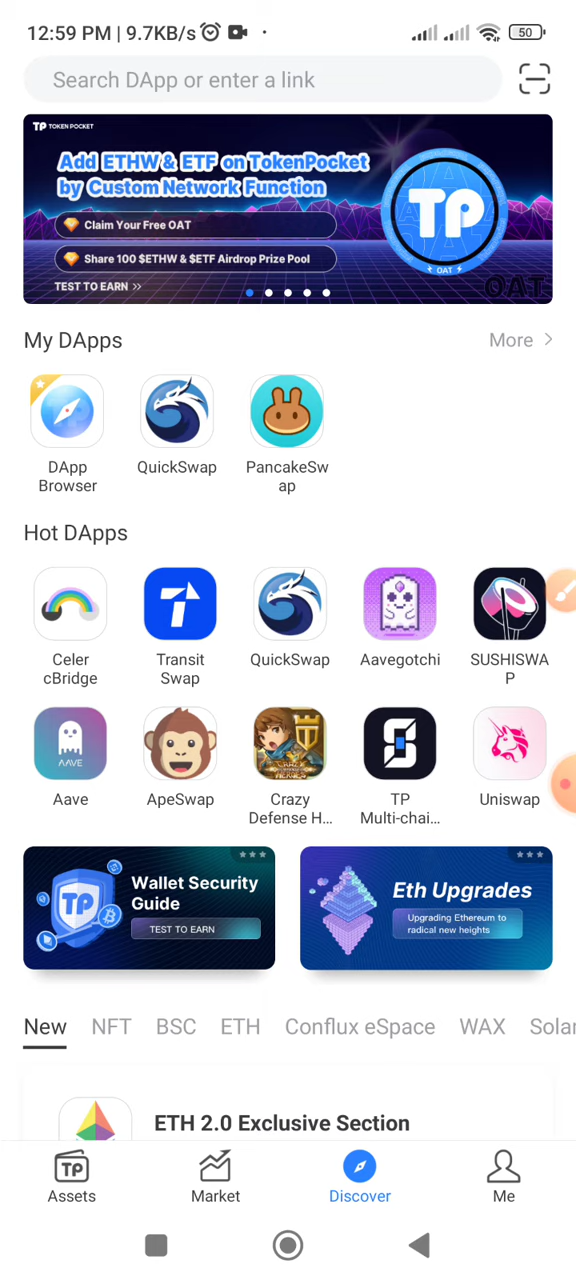 12:59 PM | 9.7KB/s
50
Search DApp or enter a link
TP TOKEN POCKET
Add ETHW & ETF on TokenPocket
by Custom Network Function
Claim Your Free OAT
Share 100 $ETHW & $ETF Airdrop Prize Pool
TEST TO EARN >>
TP
OAT
OAT
My DApps
More >
DApp
Browser
QuickSwap
PancakeSw
ap
Hot DApps
Celer
cBridge
Transit
Swap
QuickSwap
Aavegotchi
SUSHISWA
P
AAVE
Aave
ApeSwap
Crazy
Defense H...
TP
Multi-chai...
Uniswap
TP
Wallet Security
Guide
TEST TO EARN
Eth Upgrades
Upgrading Ethereum to
radical new heights
New NFT BSC ETH Conflux eSpace WAX Solar
ETH 2.0 Exclusive Section
TP
Assets
Market
Discover
Me